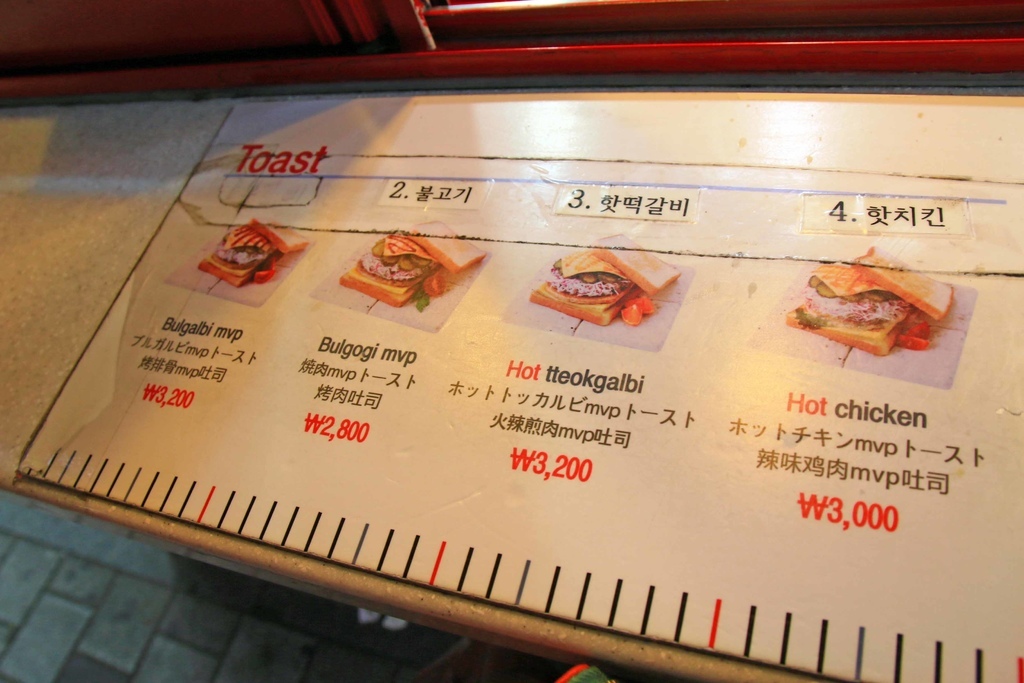 Toast
2. 불고기
3. 핫떡갈비
4. 핫치킨
Bulgalbi mvp
ブルガルビmvpトースト
烤排骨mvp吐司
₩3,200
Bulgogi mvp
焼肉mvpトースト
烤肉吐司
₩2,800
Hot tteokgalbi
ホットトッカルビmvpトースト
火辣煎肉mvp吐司
₩3,200
Hot chicken
ホットチキンmvpトースト
辣味鸡肉mvp吐司
₩3,000